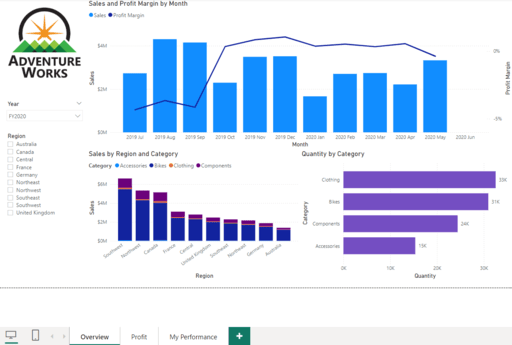 Sales and Profit Margin by Month
Sales Profit Margin
ADVENTURE
WORKS
Year
FY2020
Region
Australia
Canada
Central
France
Germany
Northeast
Northwest
Southeast
Southwest
United Kingdom
$4M
$2M
$0M
Sales
0%
-5%
Profit Margin
2019 Jul 2019 Aug 2019 Sep 2019 Oct 2019 Nov 2019 Dec 2020 Jan 2020 Feb 2020 Mar 2020 Apr 2020 May 2020 Jun
Month
Sales by Region and Category
Category Accessories Bikes Clothing Components
$6M
$4M
$2M
$0M
Sales
Southwest Northwest Canada France Central United Kingdom Southeast Northeast Germany Australia
Region
Quantity by Category
Category
Clothing
Bikes 31K
Components 24K
Accessories 15K
0K 10K 20K 30K
Quantity
Overview Profit My Performance +